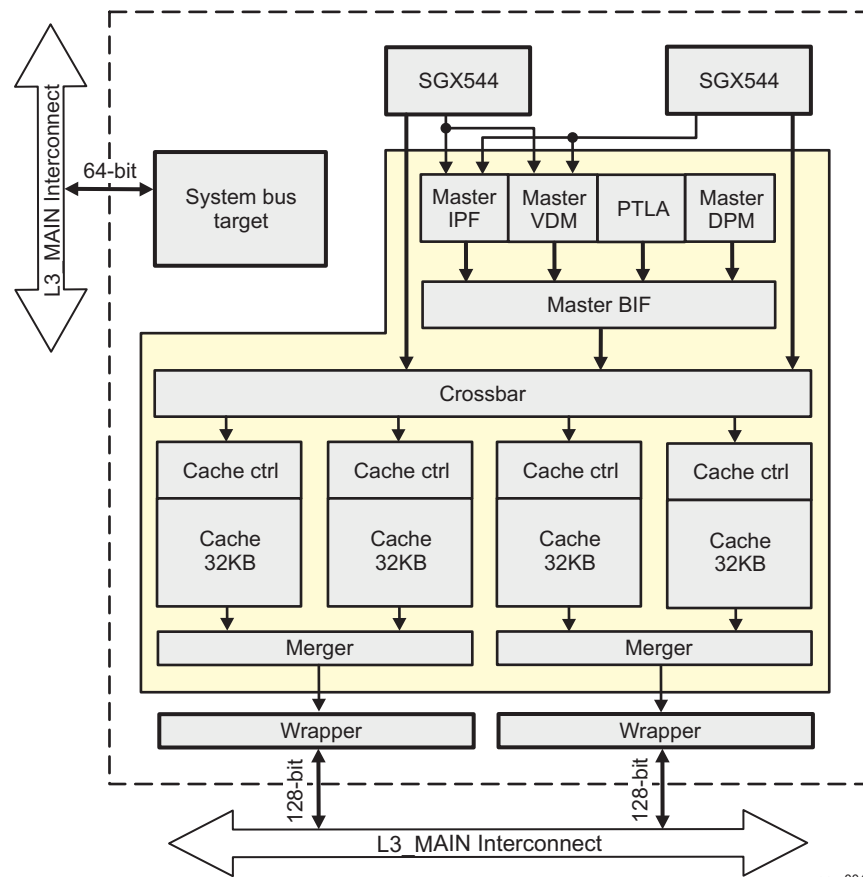 SGX544
SGX544
L3_MAIN Interconnect
64-bit
System bus
target
Master
IPF
Master
VDM
PTLA
Master
DPM
Master BIF
Crossbar
Cache ctrl
Cache ctrl
Cache ctrl
Cache ctrl
Cache
32KB
Cache
32KB
Cache
32KB
Cache
32KB
Merger
Merger
Wrapper
Wrapper
128-bit
128-bit
L3_MAIN Interconnect